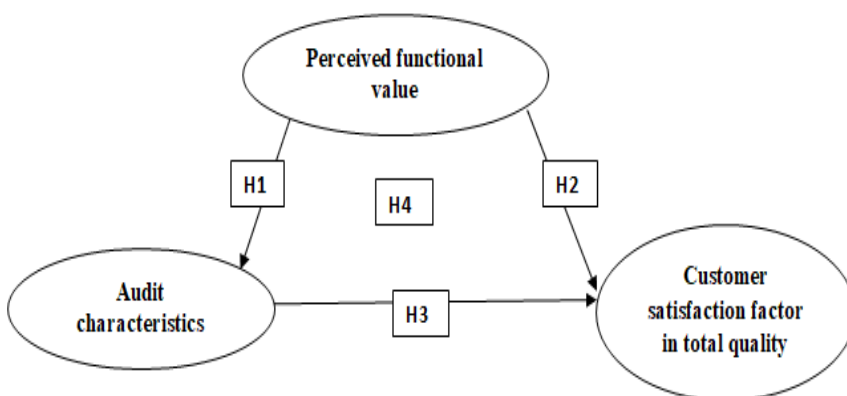 Perceived functional
value
H1
H2
H4
Audit
characteristics
H3
Customer
satisfaction factor
in total quality